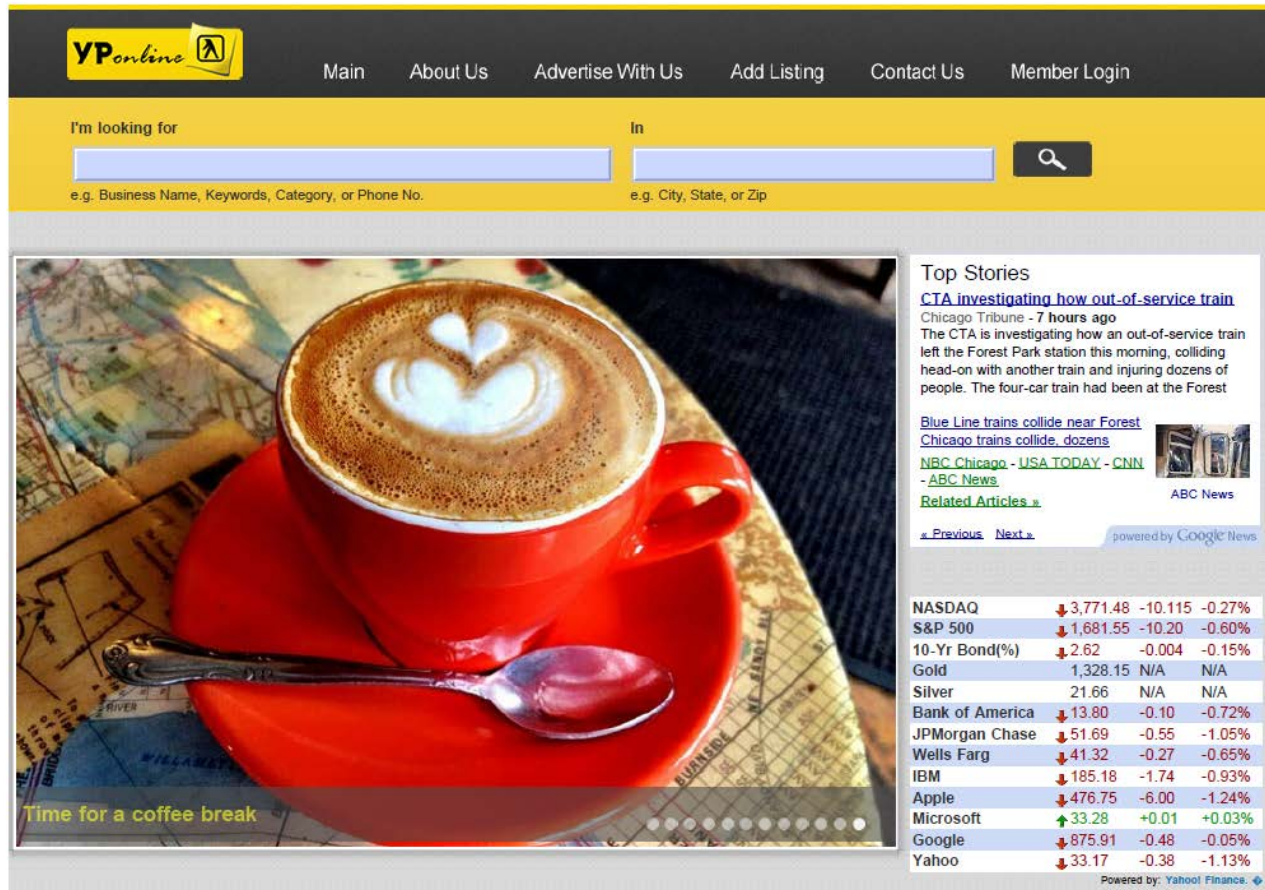 YPonline
Main About Us Advertise With Us Add Listing Contact Us Member Login
I'm looking for
In
e.g. Business Name, Keywords, Category, or Phone No.
e.g. City, State, or Zip
RIVER
WILLAMET
BURNSIDE
NE SANDY BLV
Time for a coffee break
Top Stories
CTA investigating how out-of-service train
Chicago Tribune - 7 hours ago
The CTA is investigating how an out-of-service train
left the Forest Park station this morning, colliding
head-on with another train and injuring dozens of
people. The four-car train had been at the Forest
Blue Line trains collide near Forest
Chicago trains collide, dozens
NBC Chicago - USA TODAY - CNN
- ABC News
Related Articles »
ABC News
« Previous Next »
powered by Google News
NASDAQ 3,771.48 -10.115 -0.27%
S&P 500 1,681.55 -10.20 -0.60%
10-Yr Bond(%) 2.62 -0.004 -0.15%
Gold 1,328.15 N/A N/A
Silver 21.66 N/A N/A
Bank of America 13.80 -0.10 -0.72%
JPMorgan Chase 51.69 -0.55 -1.05%
Wells Farg 41.32 -0.27 -0.65%
IBM 185.18 -1.74 -0.93%
Apple 476.75 -6.00 -1.24%
Microsoft 33.28 +0.01 +0.03%
Google 875.91 -0.48 -0.05%
Yahoo 33.17 -0.38 -1.13%
Powered by: Yahoo! Finance. �